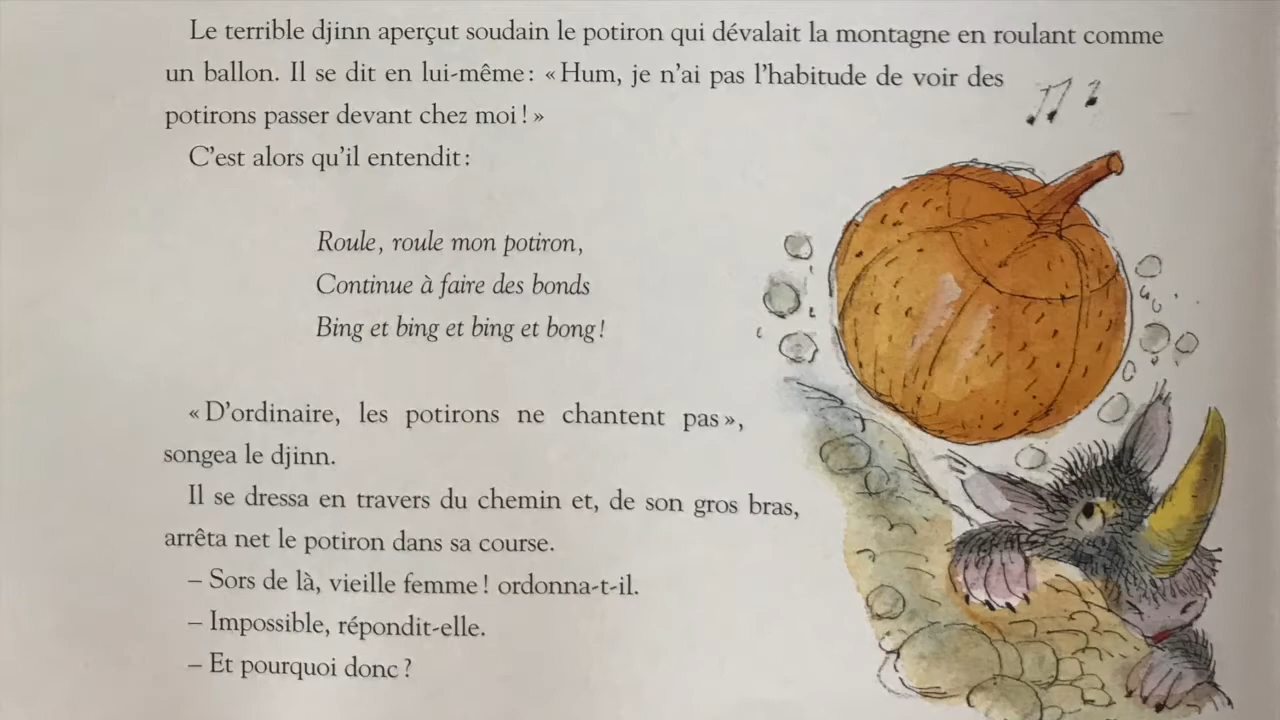 Le terrible djinn aperçut soudain le potiron qui dévalait la montagne en roulant comme
un ballon. Il se dit en lui-même : « Hum, je n'ai pas l'habitude de voir des
potirons passer devant chez moi ! »
C'est alors qu'il entendit :
Roule, roule mon potiron,
Continue à faire des bonds
Bing et bing et bing et bong !
« D'ordinaire, les potirons ne chantent pas »,
songea le djinn.
Il se dressa en travers du chemin et, de son gros bras,
arrêta net le potiron dans sa course.
– Sors de là, vieille femme ! ordonna-t-il.
– Impossible, répondit-elle.
– Et pourquoi donc ?